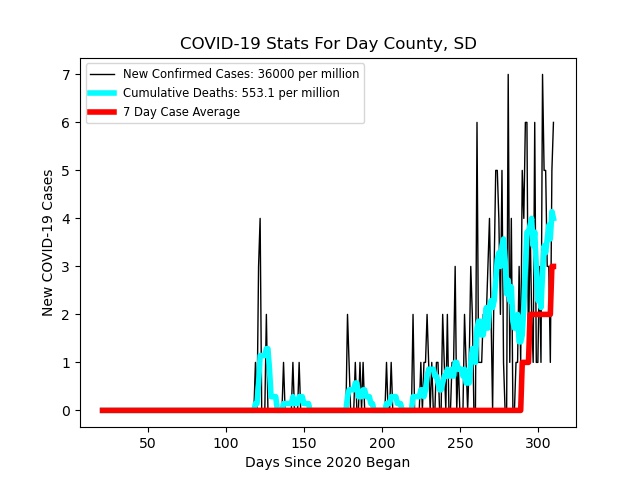 COVID-19 Stats For Day County, SD
New Confirmed Cases: 36000 per million
Cumulative Deaths: 553.1 per million
7 Day Case Average
New COVID-19 Cases
7
6
5
4
3
2
1
0
50 100 150 200 250 300
Days Since 2020 Began